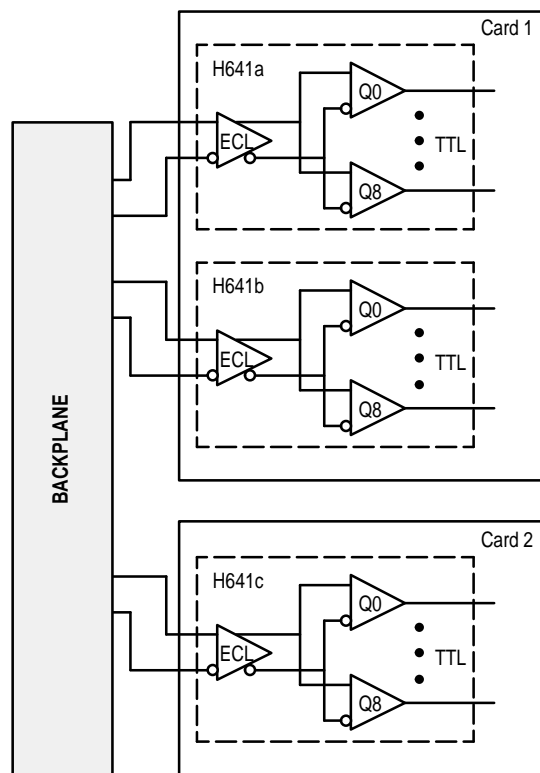 Card 1
H641a
Q0
ECL
TTL
Q8
H641b
Q0
ECL
TTL
Q8
BACKPLANE
Card 2
H641c
Q0
ECL
TTL
Q8